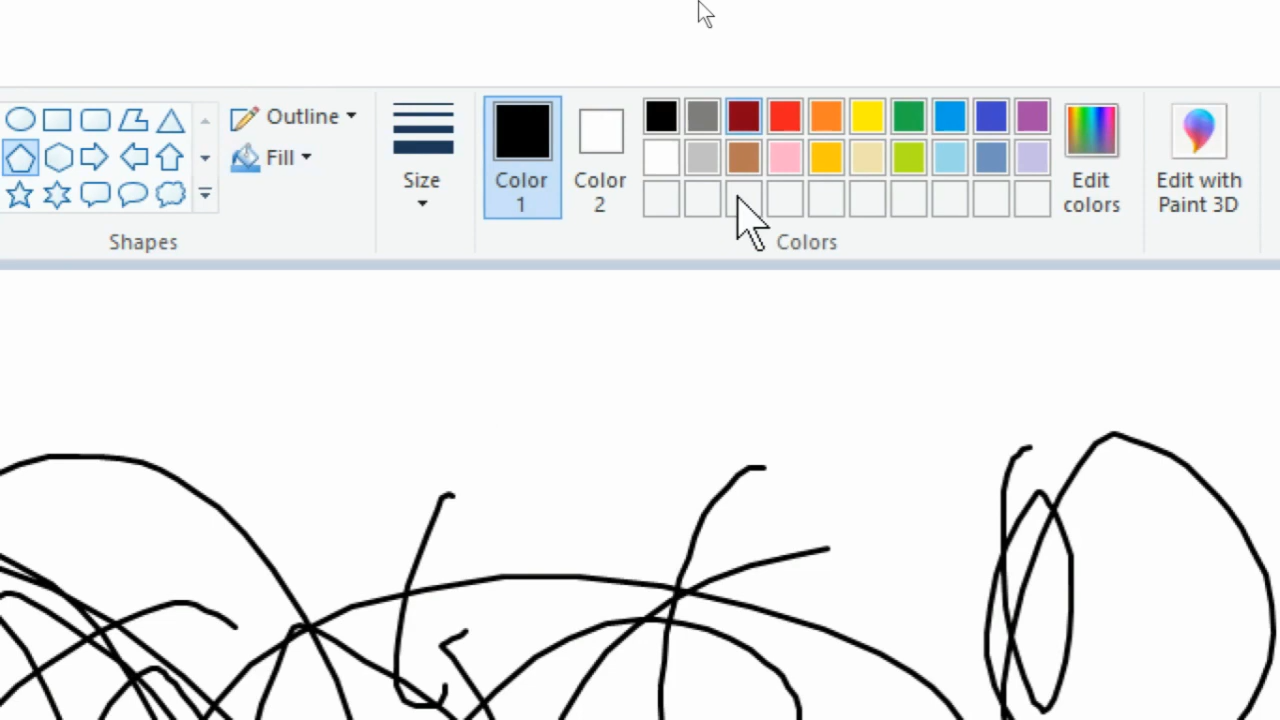 Outline
Fill
Size
Color
1
Color
2
Edit
colors
Edit with
Paint 3D
Shapes
Colors